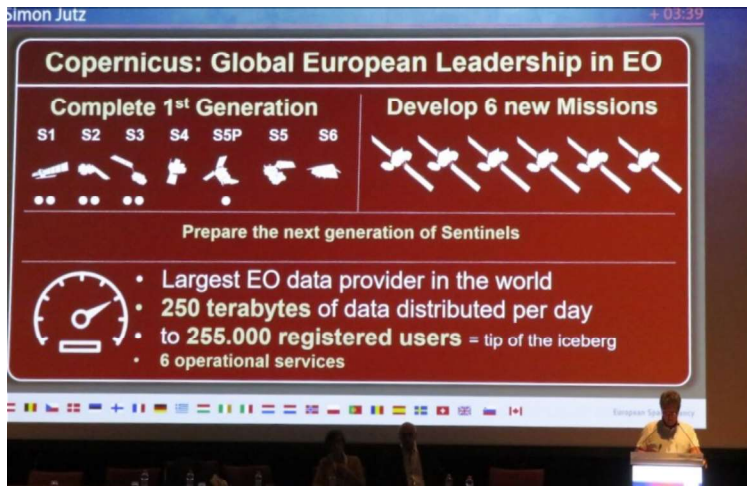 Simon Jutz
+ 03:39
Copernicus: Global European Leadership in EO
Complete 1st Generation
S1 S2 S3 S4 S5P S5 S6
Develop 6 new Missions
Prepare the next generation of Sentinels
• Largest EO data provider in the world
• 250 terabytes of data distributed per day
• to 255.000 registered users = tip of the iceberg
• 6 operational services
European